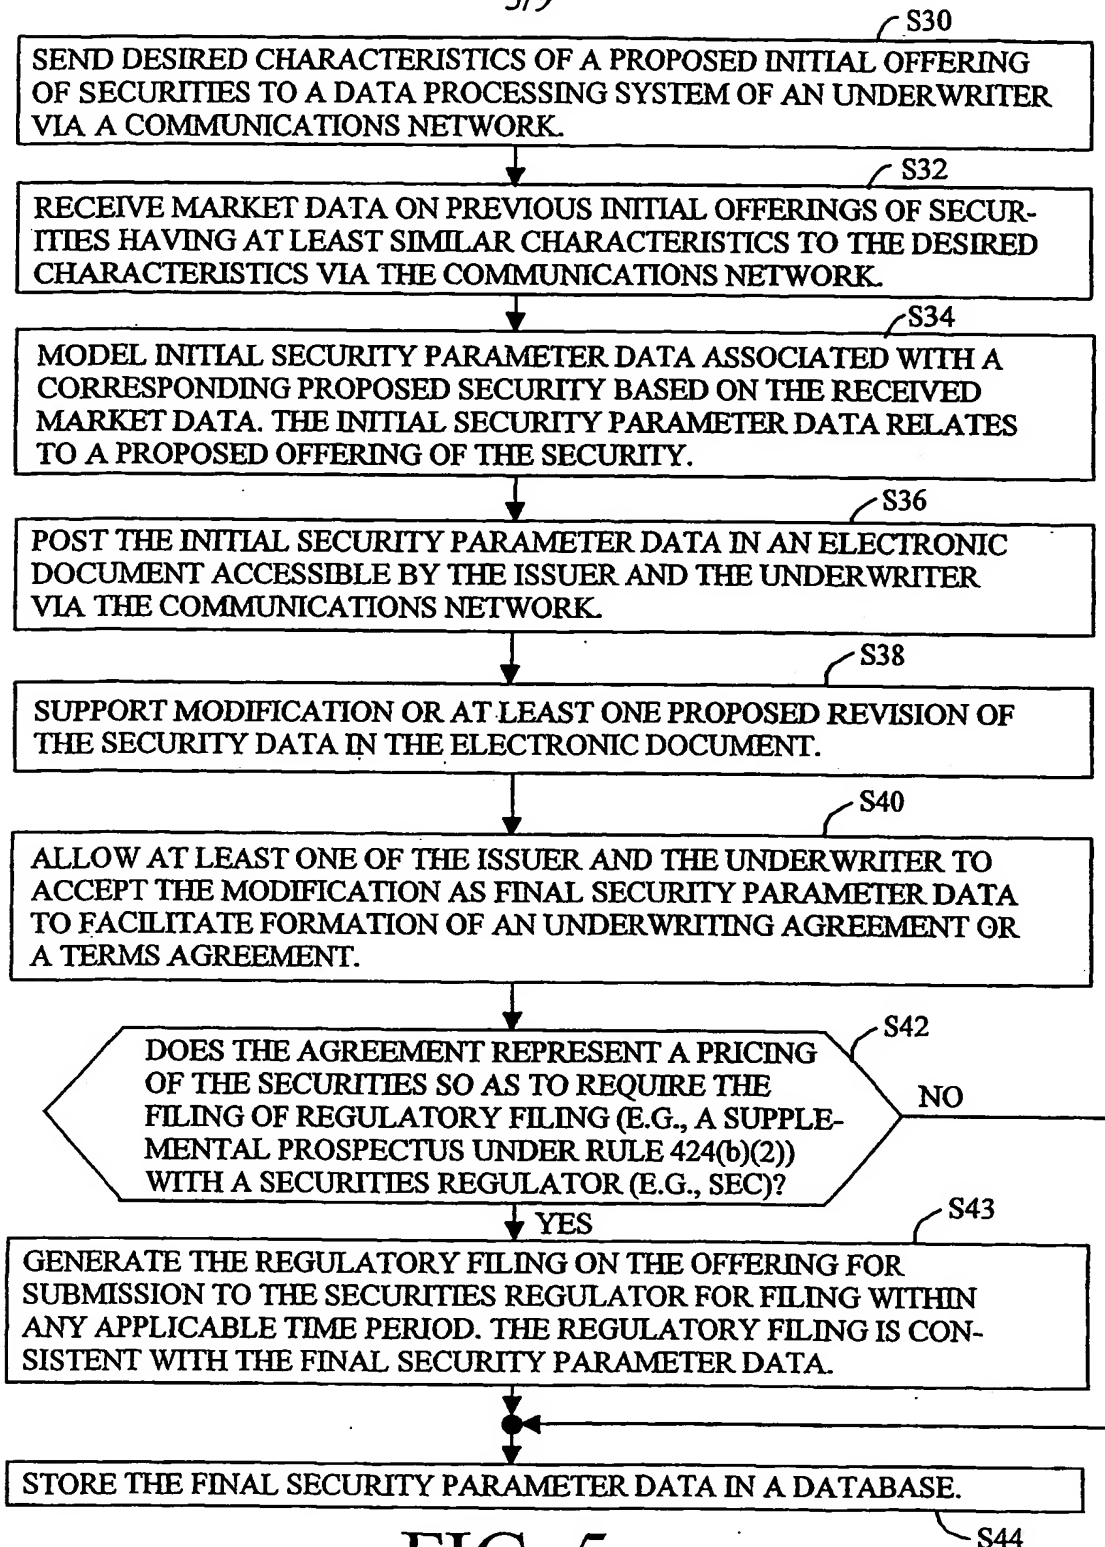 S30
SEND DESIRED CHARACTERISTICS OF A PROPOSED INITIAL OFFERING
OF SECURITIES TO A DATA PROCESSING SYSTEM OF AN UNDERWRITER
VIA A COMMUNICATIONS NETWORK.
S32
RECEIVE MARKET DATA ON PREVIOUS INITIAL OFFERINGS OF SECUR-
ITIES HAVING AT LEAST SIMILAR CHARACTERISTICS TO THE DESIRED
CHARACTERISTICS VIA THE COMMUNICATIONS NETWORK.
S34
MODEL INITIAL SECURITY PARAMETER DATA ASSOCIATED WITH A
CORRESPONDING PROPOSED SECURITY BASED ON THE RECEIVED
MARKET DATA. THE INITIAL SECURITY PARAMETER DATA RELATES
TO A PROPOSED OFFERING OF THE SECURITY.
S36
POST THE INITIAL SECURITY PARAMETER DATA IN AN ELECTRONIC
DOCUMENT ACCESSIBLE BY THE ISSUER AND THE UNDERWRITER
VIA THE COMMUNICATIONS NETWORK.
S38
SUPPORT MODIFICATION OR AT LEAST ONE PROPOSED REVISION OF
THE SECURITY DATA IN THE ELECTRONIC DOCUMENT.
S40
ALLOW AT LEAST ONE OF THE ISSUER AND THE UNDERWRITER TO
ACCEPT THE MODIFICATION AS FINAL SECURITY PARAMETER DATA
TO FACILITATE FORMATION OF AN UNDERWRITING AGREEMENT OR
A TERMS AGREEMENT.
S42
DOES THE AGREEMENT REPRESENT A PRICING
OF THE SECURITIES SO AS TO REQUIRE THE
FILING OF REGULATORY FILING (E.G., A SUPPLE-
MENTAL PROSPECTUS UNDER RULE 424(b)(2))
WITH A SECURITIES REGULATOR (E.G., SEC)?
NO
YES
S43
GENERATE THE REGULATORY FILING ON THE OFFERING FOR
SUBMISSION TO THE SECURITIES REGULATOR FOR FILING WITHIN
ANY APPLICABLE TIME PERIOD. THE REGULATORY FILING IS CON-
SISTENT WITH THE FINAL SECURITY PARAMETER DATA.
STORE THE FINAL SECURITY PARAMETER DATA IN A DATABASE.
S44
FIG. 5